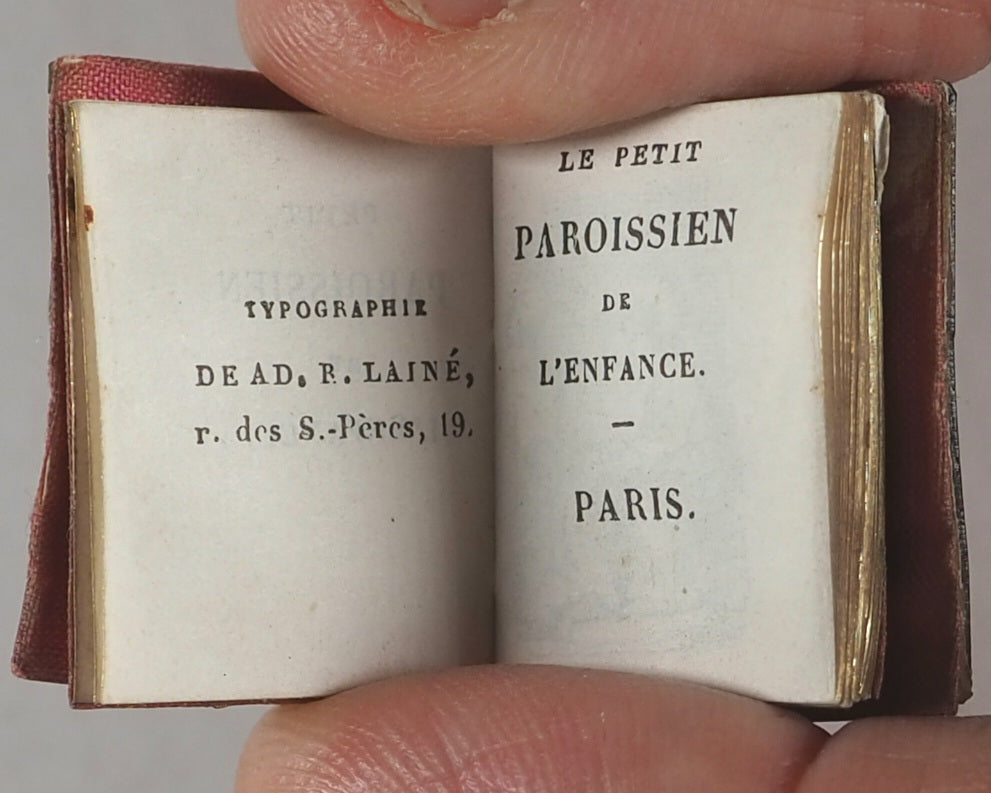 TYPOGRAPHIE
DE AD. R. LAINÉ,
r. des S.-Pères, 19.
LE PETIT
PAROISSIEN
DE
L'ENFANCE.
—
PARIS.